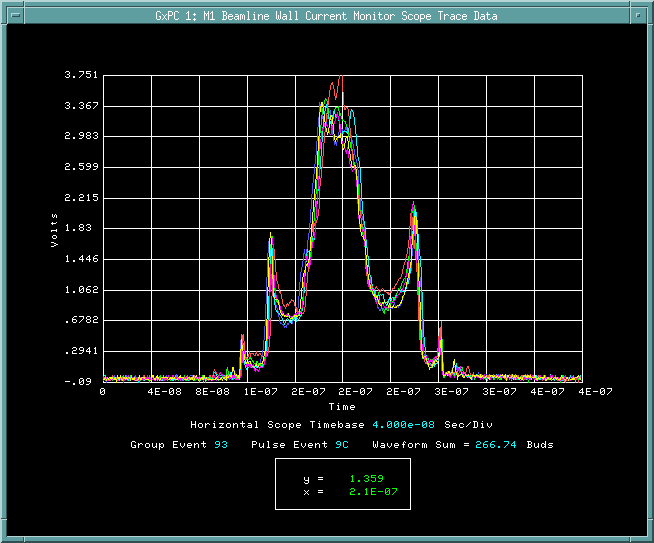 GxPC 1: M1 Beamline Wall Current Monitor Scope Trace Data
3.751
3.367
2.983
2.599
2.215
1.83
1.446
1.062
.6782
.2941
-.09
Volts
0 4E-08 8E-08 1E-07 2E-07 2E-07 2E-07 3E-07 3E-07 4E-07 4E-07
Time
Horizontal Scope Timebase 4.000e-08 Sec/Div
Group Event 93 Pulse Event 9C Waveform Sum = 266.74 Buds
y = 1.359
x = 2.1E-07